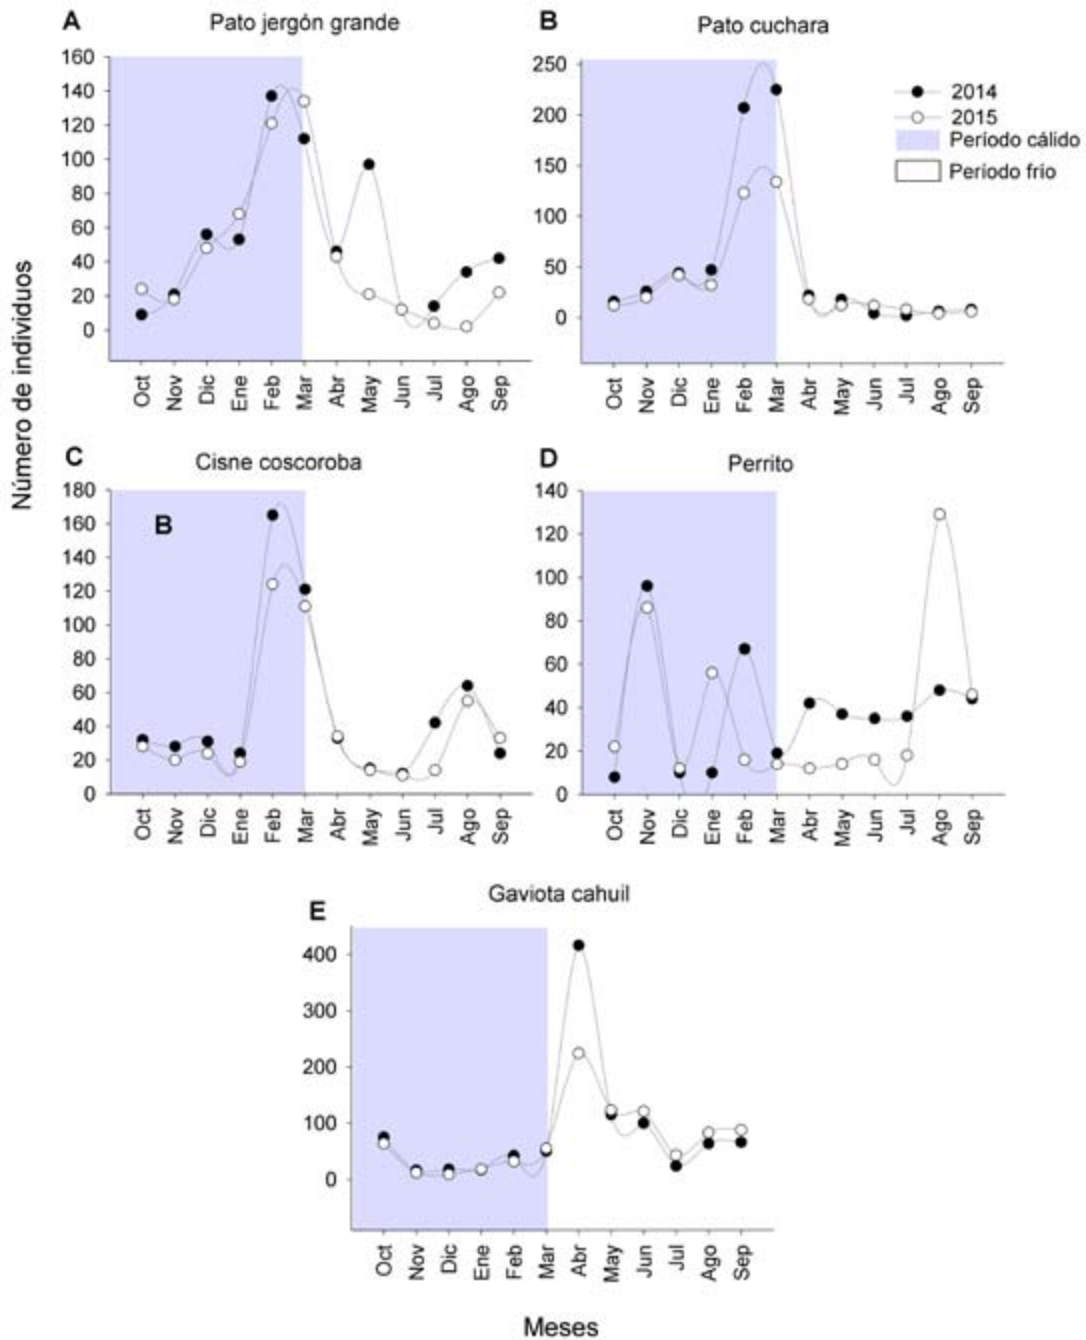 A
Pato jergón grande
160
140
120
100
80
60
40
20
0
Oct
Nov
Dic
Ene
Feb
Mar
Abr
May
Jun
Jul
Ago
Sep
B
Pato cuchara
250
200
150
100
50
0
Oct
Nov
Dic
Ene
Feb
Mar
Abr
May
Jun
Jul
Ago
Sep
2014
2015
Período cálido
Período frío
Número de individuos
C
Cisne coscoroba
B
180
160
140
120
100
80
60
40
20
0
Oct
Nov
Dic
Ene
Feb
Mar
Abr
May
Jun
Jul
Ago
Sep
D
Perrito
140
120
100
80
60
40
20
0
Oct
Nov
Dic
Ene
Feb
Mar
Abr
May
Jun
Jul
Ago
Sep
E
Gaviota cahuil
400
300
200
100
0
Oct
Nov
Dic
Ene
Feb
Mar
Abr
May
Jun
Jul
Ago
Sep
Meses